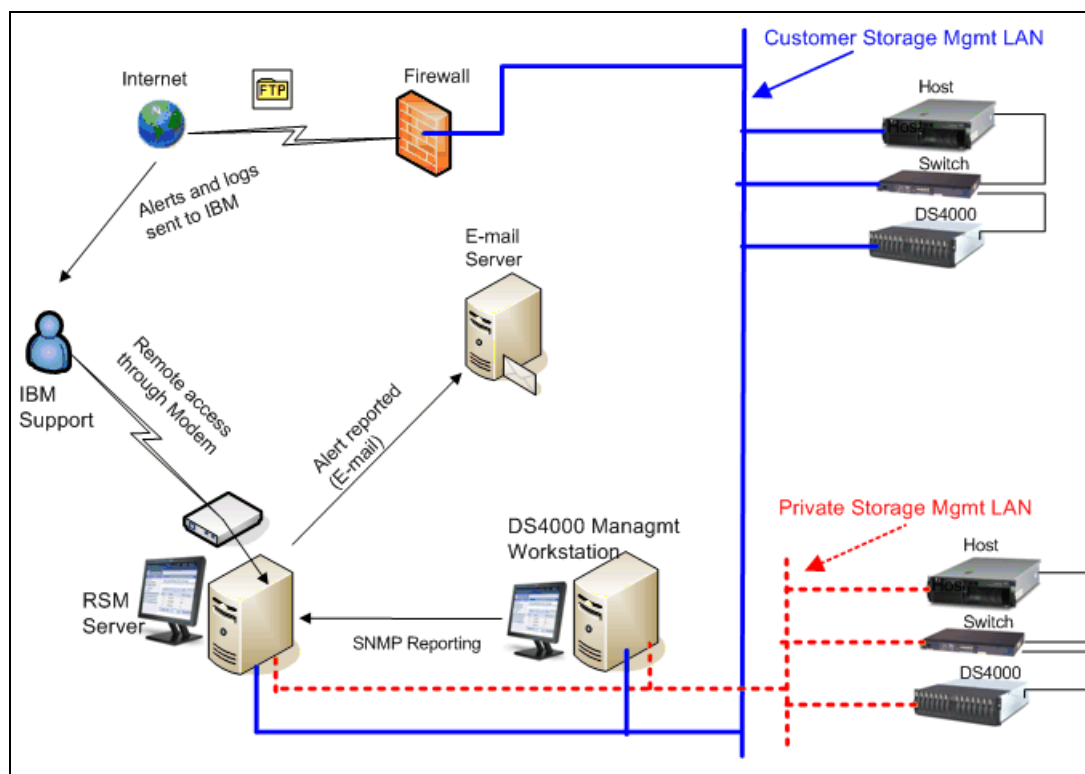 Customer Storage Mgmt LAN
Internet
FTP
Firewall
Host
Host
Switch
DS4000
Alerts and logs
sent to IBM
E-mail
Server
IBM
Support
Remote access
through Modem
Alert reported
(E-mail)
Private Storage Mgmt LAN
DS4000 Managmt
Workstation
Host
Host
Switch
DS4000
RSM
Server
SNMP Reporting